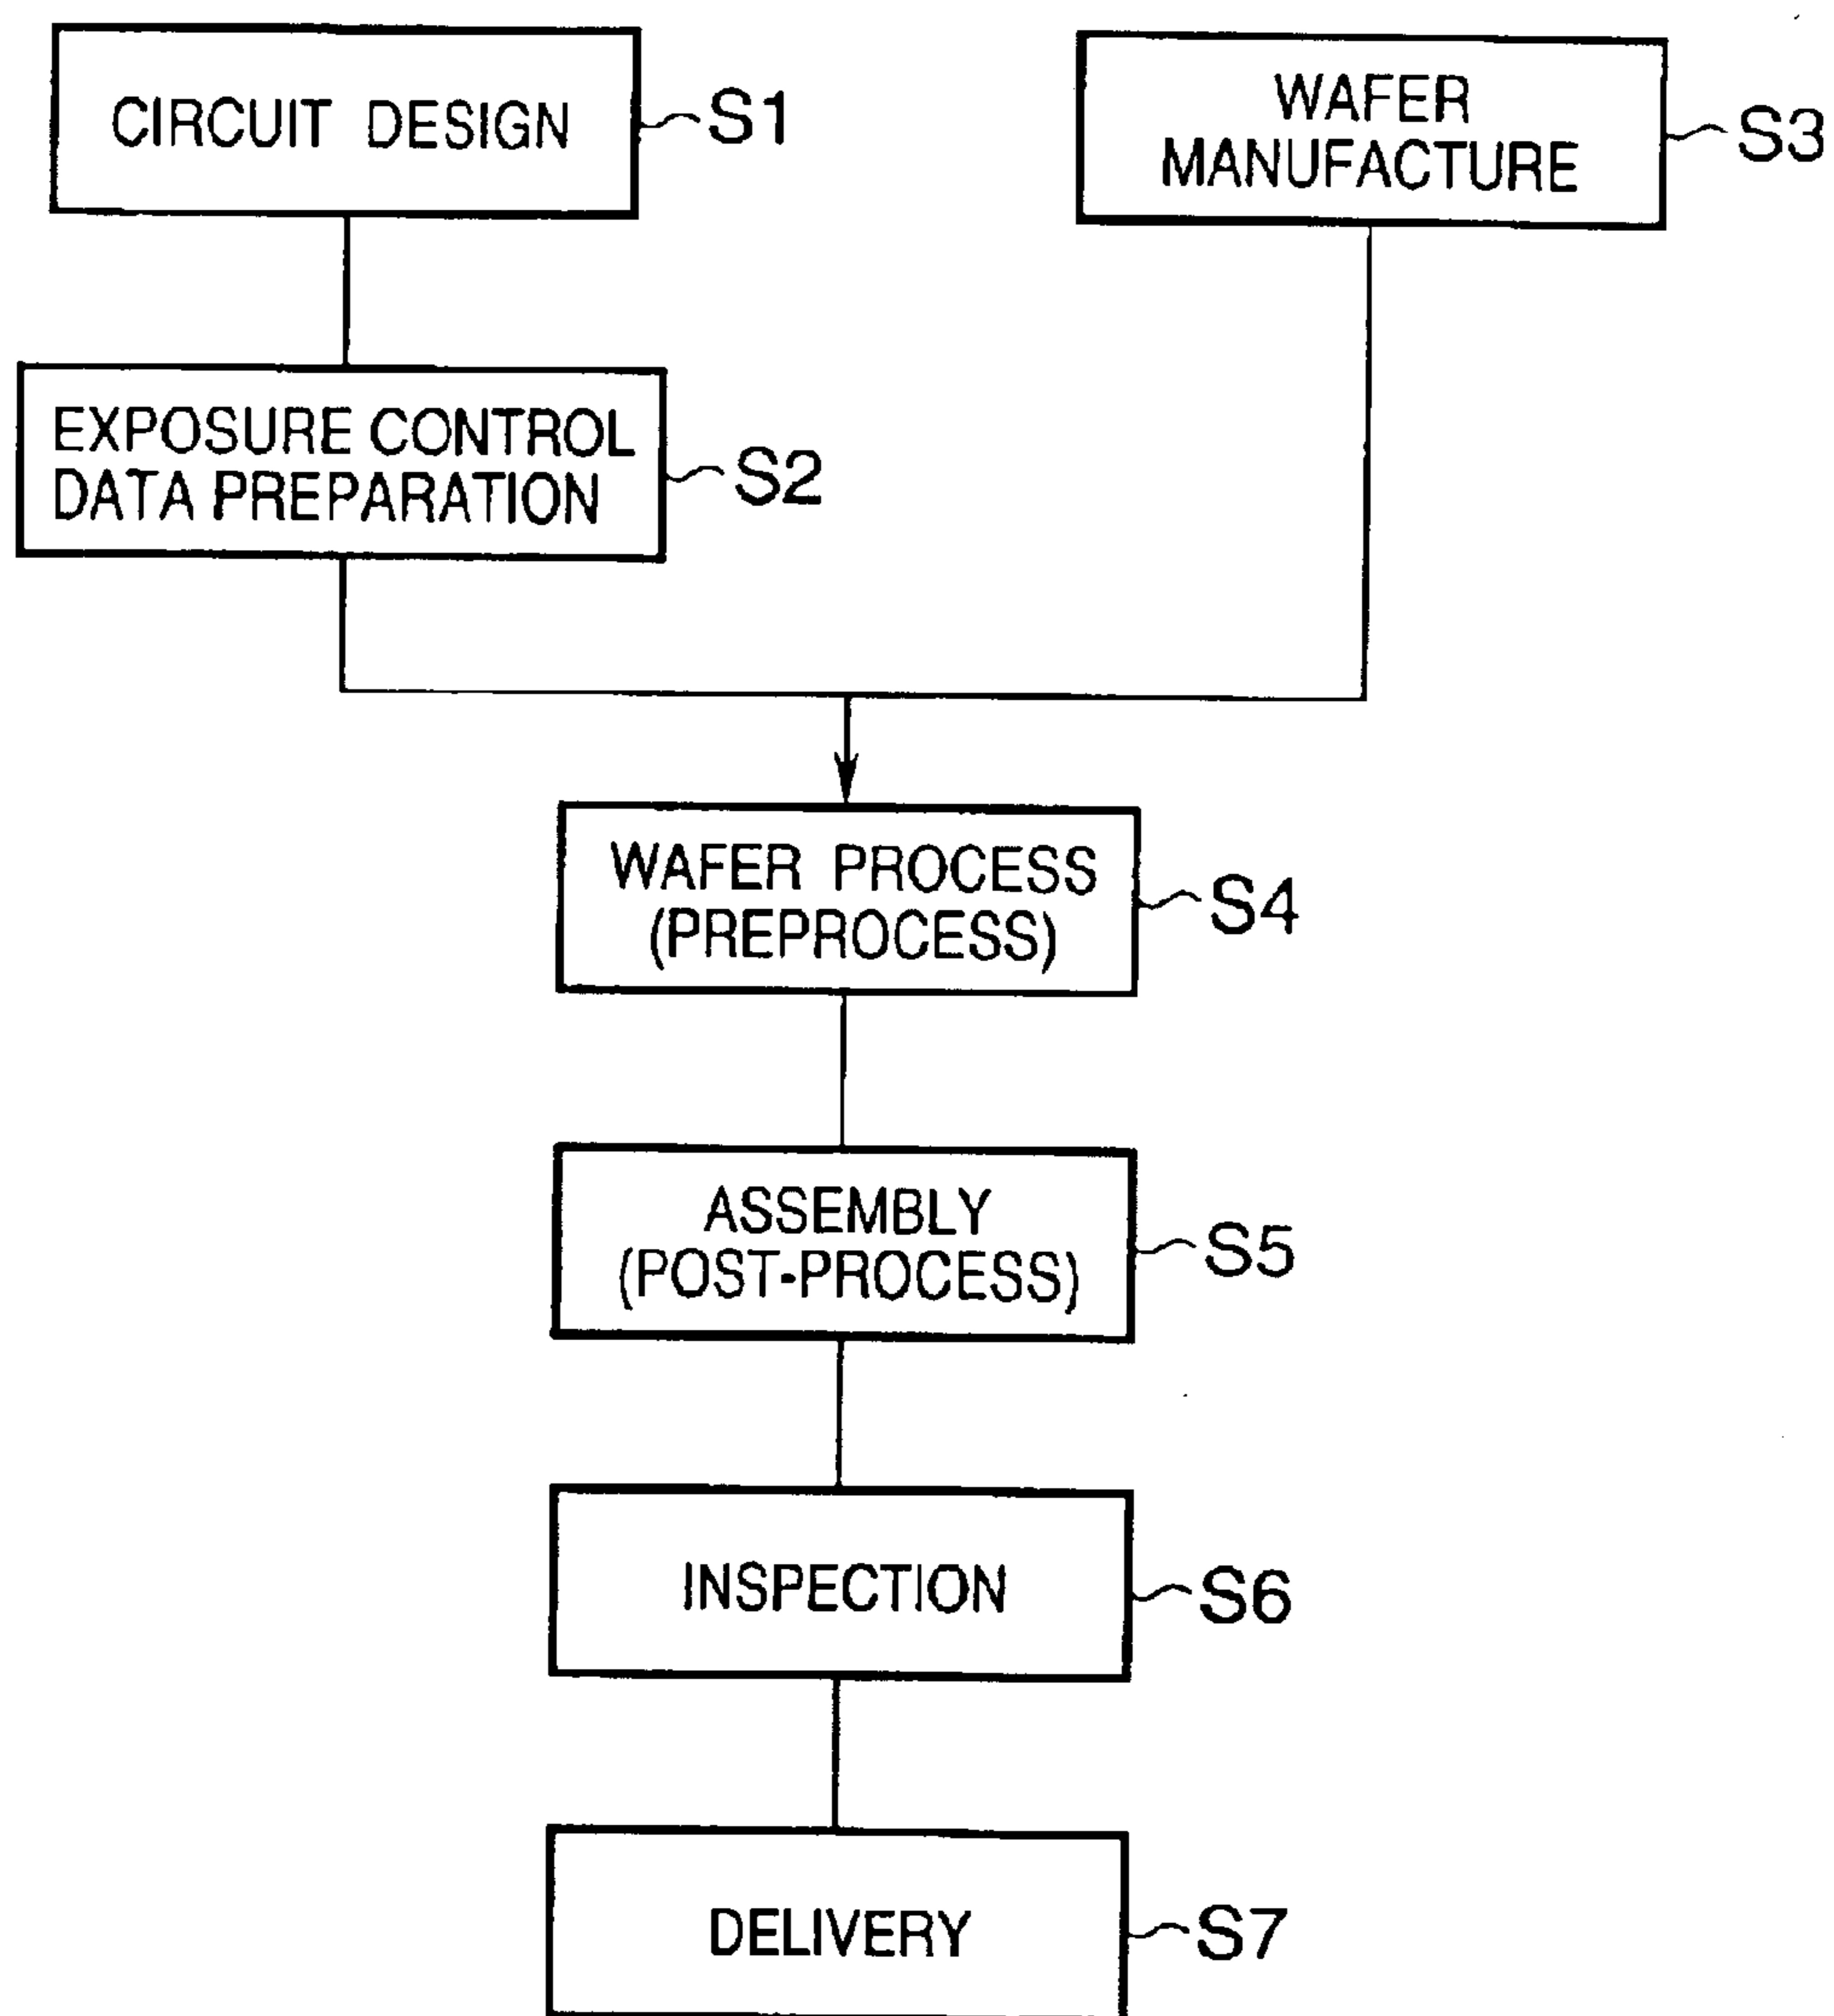 CIRCUIT DESIGN
S1
WAFER
MANUFACTURE
S3
EXPOSURE CONTROL
DATA PREPARATION
S2
WAFER PROCESS
(PREPROCESS)
S4
ASSEMBLY
(POST-PROCESS)
S5
INSPECTION
S6
DELIVERY
S7